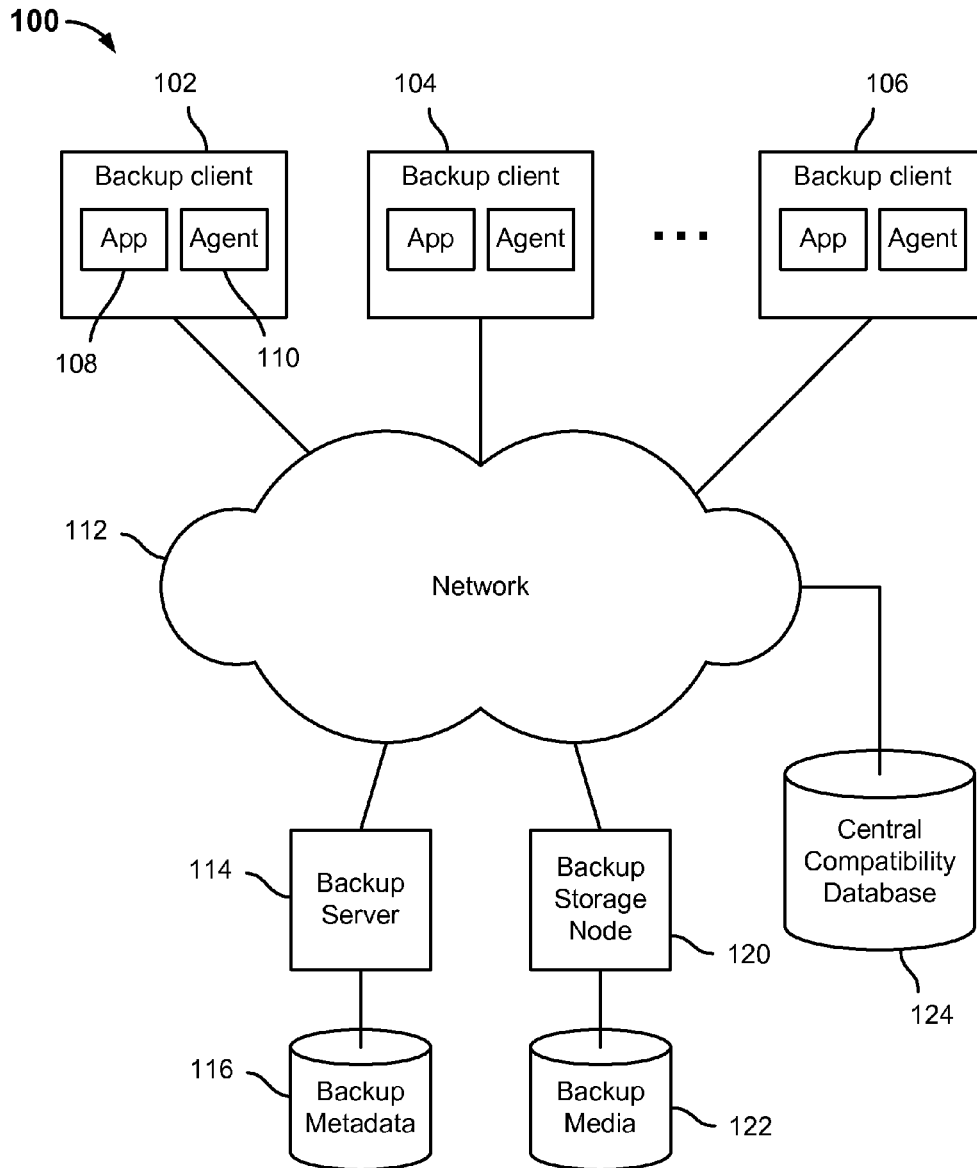 100
102
104
106
Backup client
Backup client
Backup client
App
Agent
App
Agent
...
App
Agent
108
110
112
Network
114
Backup
Server
Backup
Storage
Node
120
Central
Compatibility
Database
124
116
Backup
Metadata
Backup
Media
122